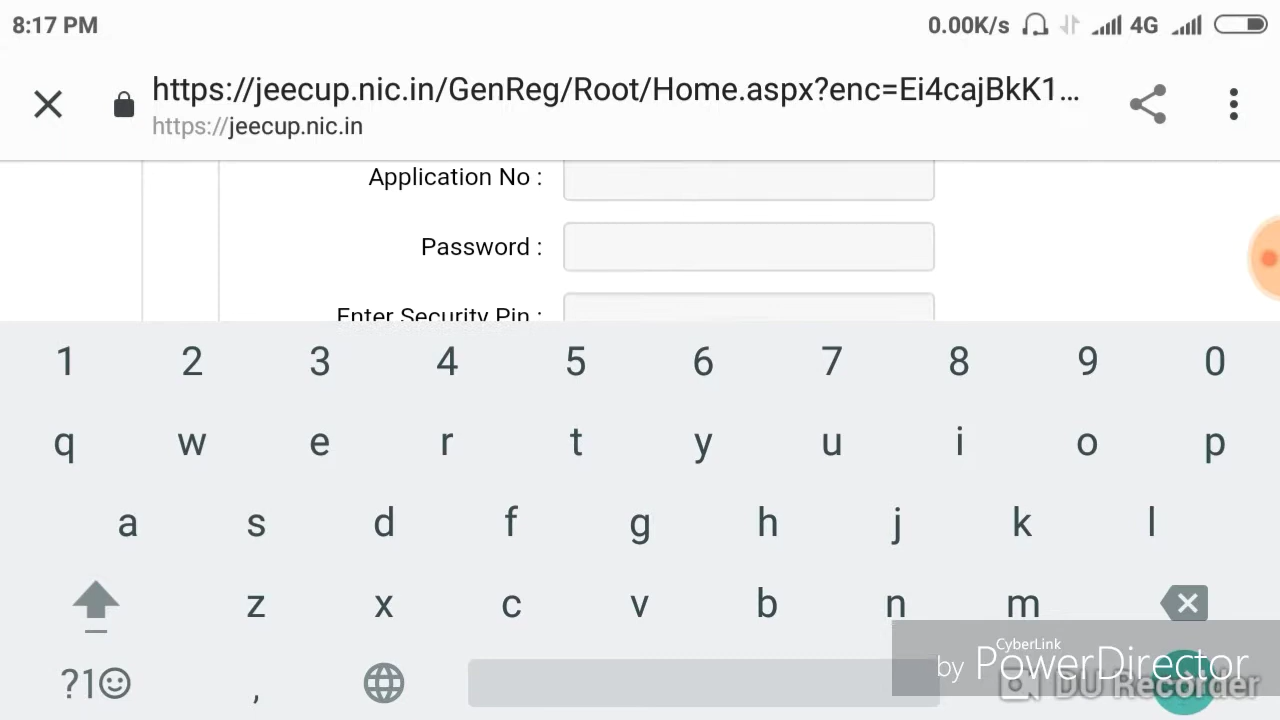 8:17 PM 0.00K/s 4G
https://jeecup.nic.in/GenReg/Root/Home.aspx?enc=Ei4cajBkK1...
https://jeecup.nic.in
Application No :
Password :
Enter Security Pin :
1 2 3 4 5 6 7 8 9 0
q w e r t y u i o p
a s d f g h j k l
z x c v b n m
CyberLink
by PowerDirector
?1☺ ,
DU Recorder